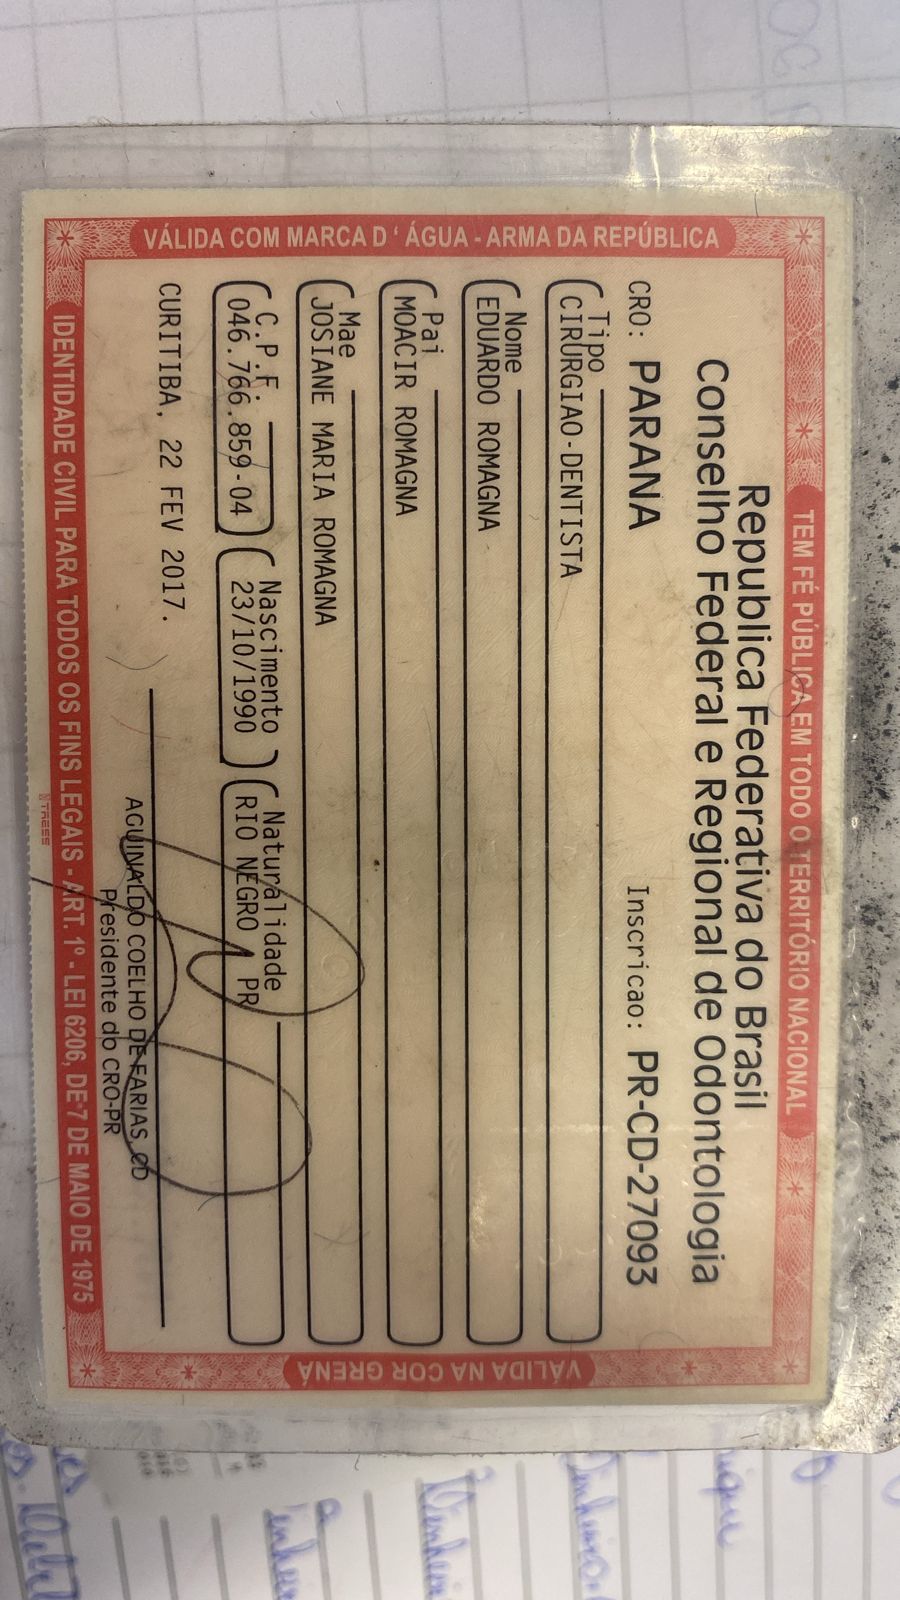 TEM FÉ PÚBLICA EM TODO O TERRITÓRIO NACIONAL
VÁLIDA COM MARCA D ' ÁGUA - ARMA DA REPÚBLICA
Republica Federativa do Brasil
Conselho Federal e Regional de Odontologia
CRO: PARANA Inscricao: PR-CD-27093
Tipo
CIRURGIAO-DENTISTA
Nome
EDUARDO ROMAGNA
Pai
MOACIR ROMAGNA
Mae
JOSIANE MARIA ROMAGNA
C.P.F. Nascimento Naturalidade
046.766.859-04 23/10/1990 RIO NEGRO PR
CURITIBA, 22 FEV 2017.
AGUINALDO COELHO DE FARIAS, CD
Presidente do CRO-PR
VÁLIDA NA COR GRENÁ
IDENTIDADE CIVIL PARA TODOS OS FINS LEGAIS - ART. 1º - LEI 6206, DE 7 DE MAIO DE 1975
TRESS